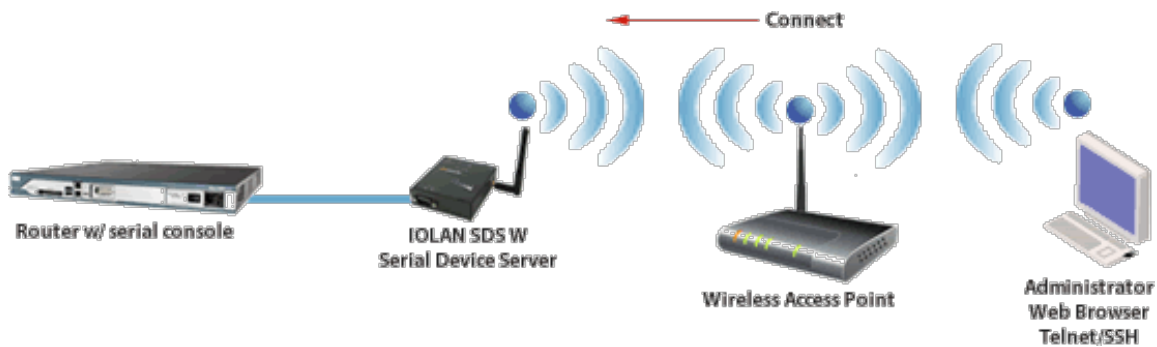 Connect
Router w/ serial console
IOLAN SDS W
Serial Device Server
Wireless Access Point
Administrator
Web Browser
Telnet/SSH